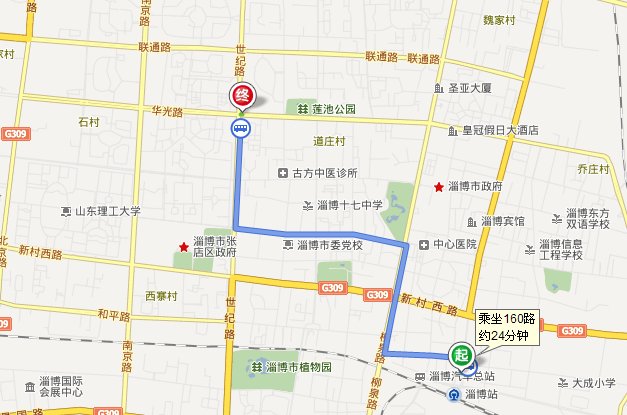 南京路
魏家村
世纪路
联通路
联通路
联通路
家村
圣亚大厦
终
华光路
莲池公园
石村
皇冠假日大酒店
G309
道庄村
乔庄村
古方中医诊所
淄博市政府
淄博十七中学
山东理工大学
淄博宾馆
淄博东方
双语学校
淄博市张
店区政府
淄博市委党校
中心医院
淄博信息
工程学校
北京路
新村西路
G309
G309
西寨村
新村西路
乘坐160路
约24分钟
和平路
世纪路
G309
G309
柳泉路
起
南京路
淄博市植物园
淄博汽车总站
淄博国际
会展中心
大成小学
柳泉路
淄博站
G309